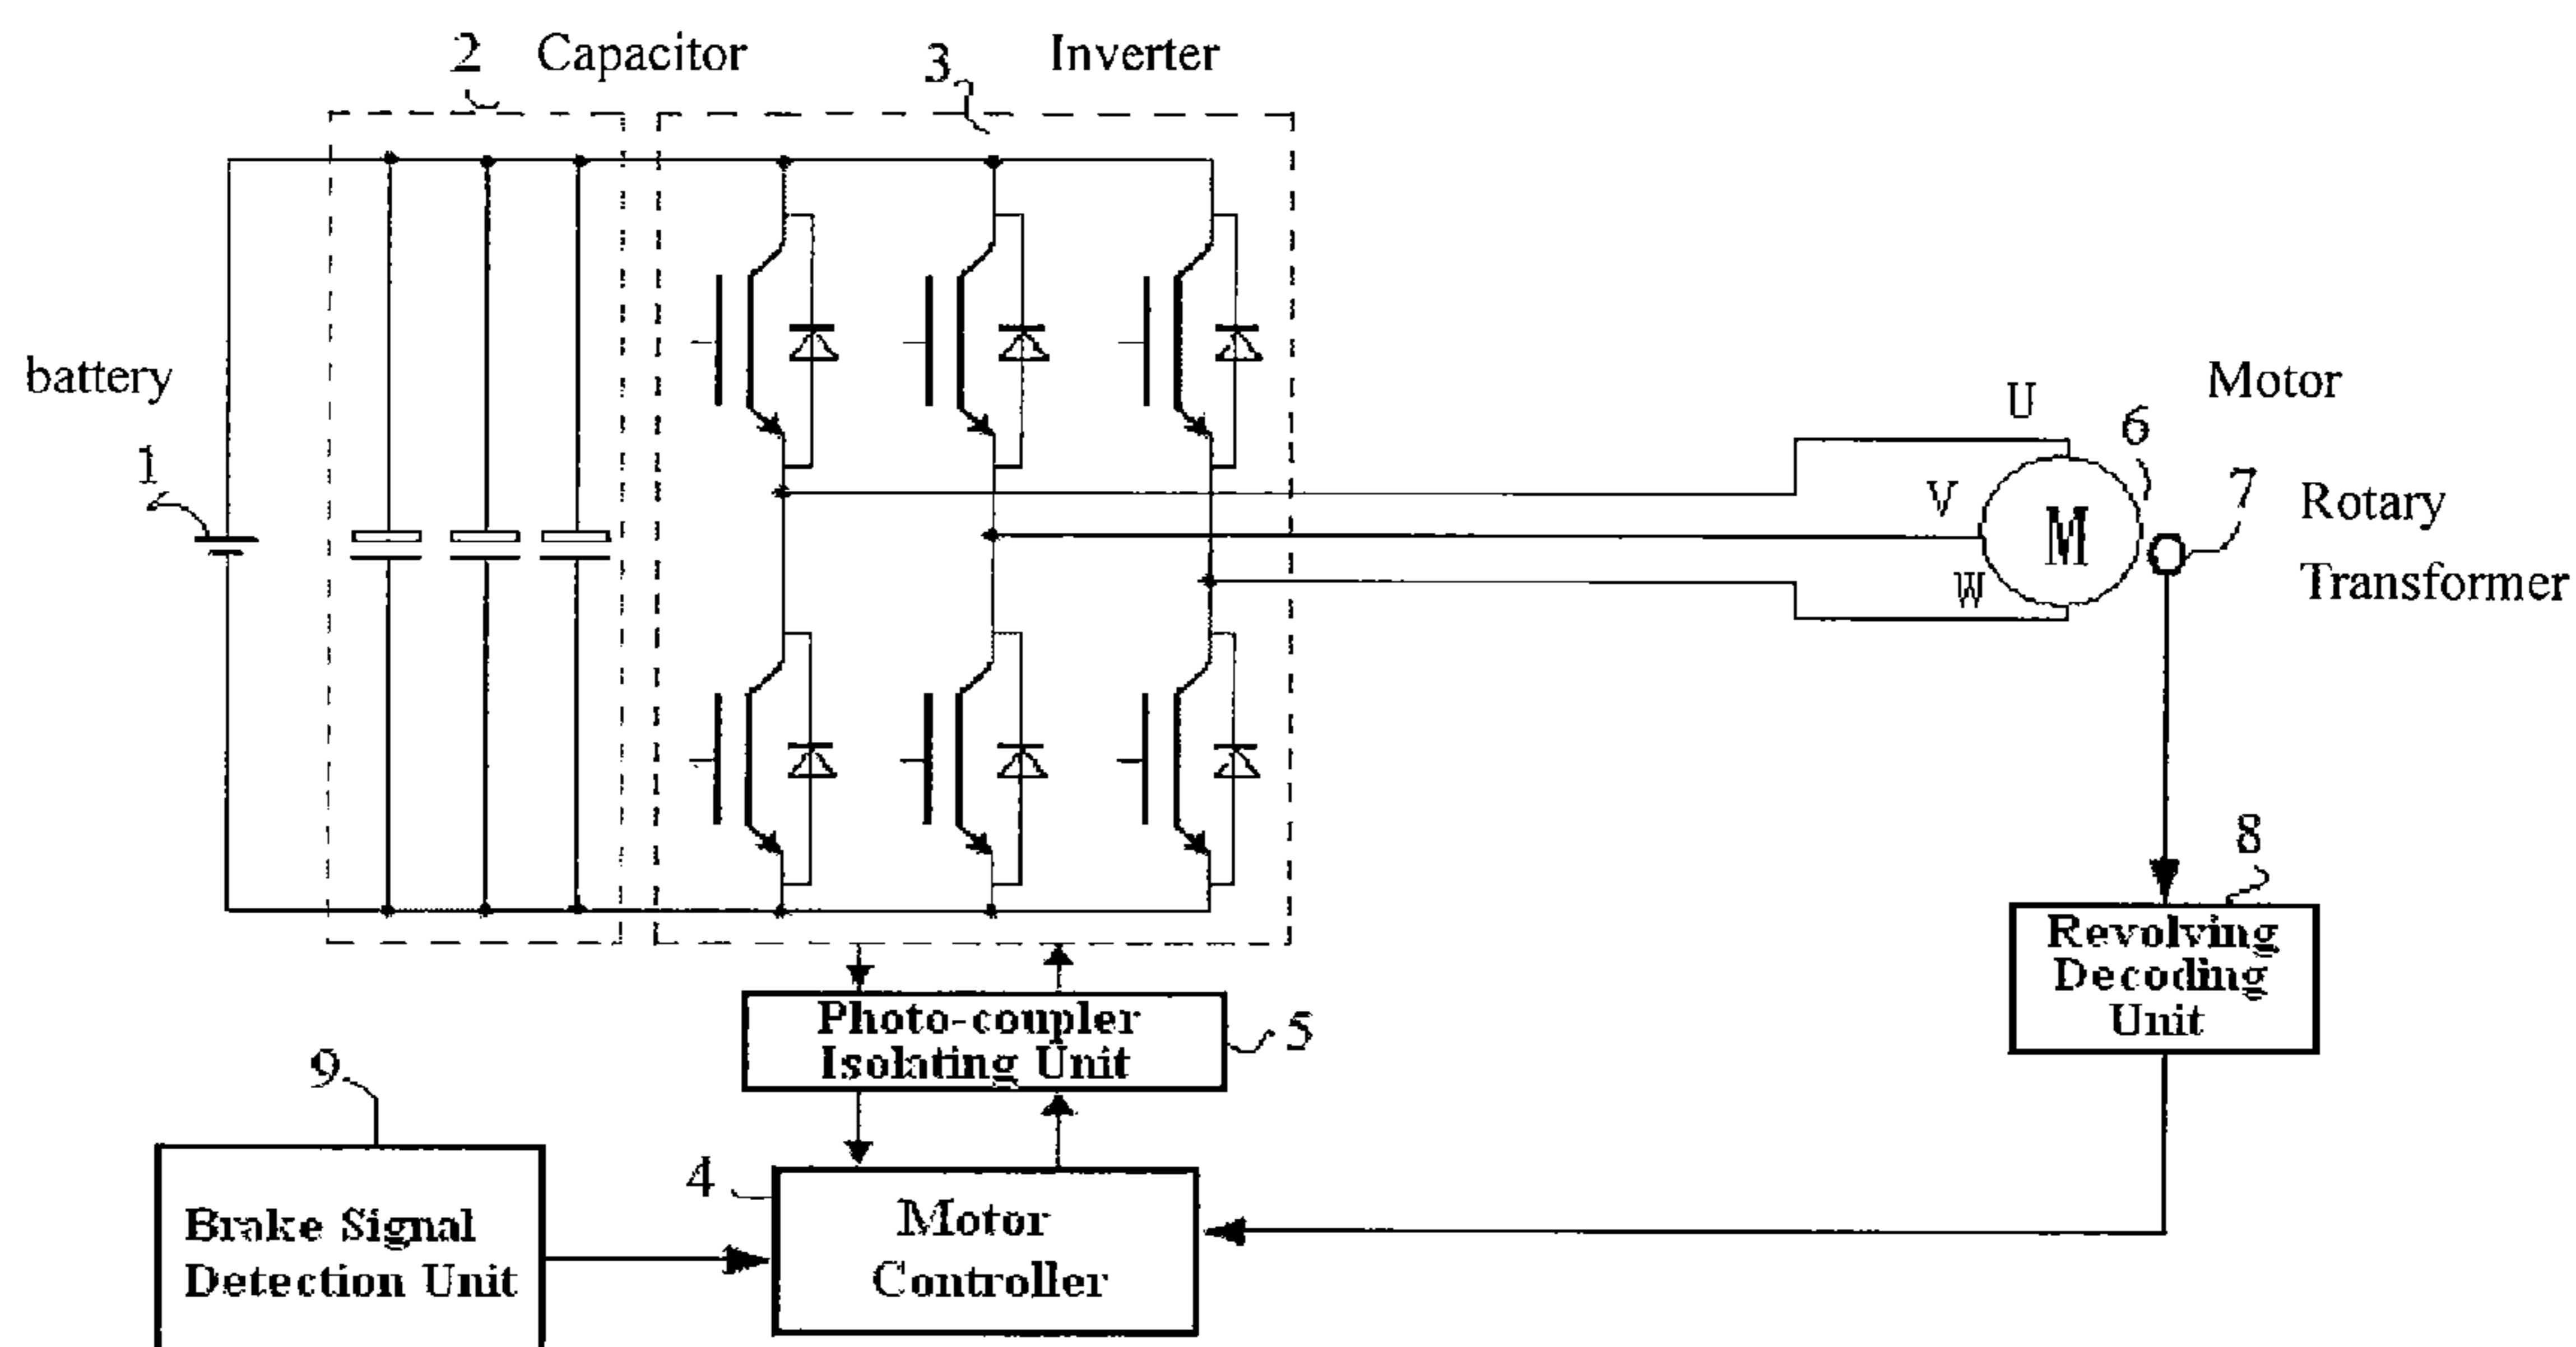 2 Capacitor
3 Inverter
battery
1
U
Motor
6
V
M
7
Rotary
W
Transformer
8
Revolving
Decoding
Unit
Photo-coupler
Isolating Unit
5
9
4
Motor
Controller
Brake Signal
Detection Unit